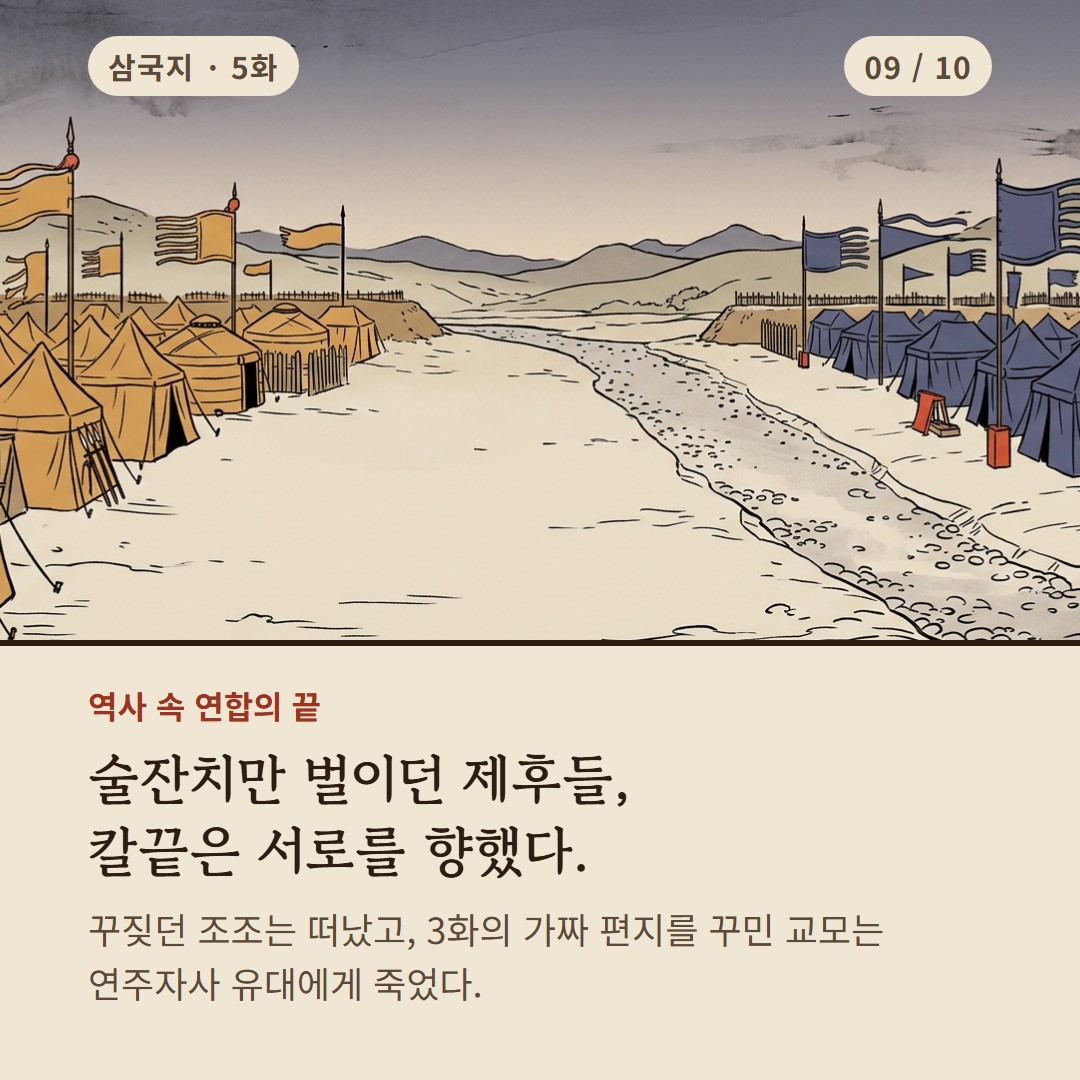 삼국지 · 5화
09 / 10
역사 속 연합의 끝
술잔치만 벌이던 제후들,
칼끝은 서로를 향했다.
꾸짖던 조조는 떠났고, 3화의 가짜 편지를 꾸민 교모는
연주자사 유대에게 죽었다.